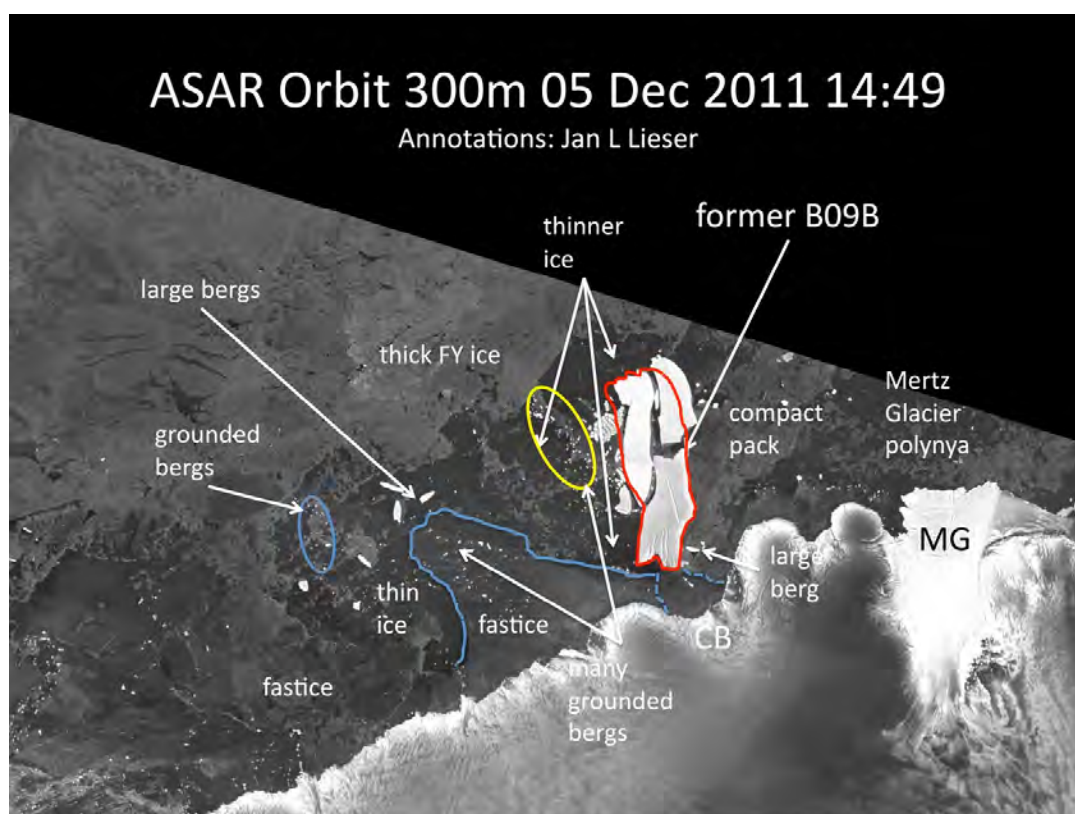 ASAR Orbit 300m 05 Dec 2011 14:49
Annotations: Jan L Lieser
thinner
ice
former B09B
large bergs
thick FY ice
Mertz
Glacier
polynya
compact
pack
grounded
bergs
MG
large
berg
thin
ice
fastice
CB
many
grounded
bergs
fastice